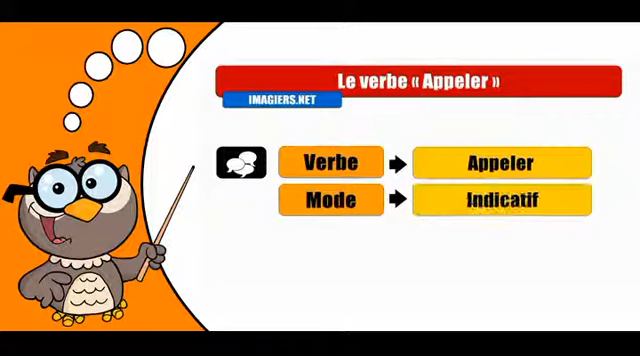 Le verbe « Appeler »
IMAGIERS.NET
Verbe Appeler
Mode Indicatif